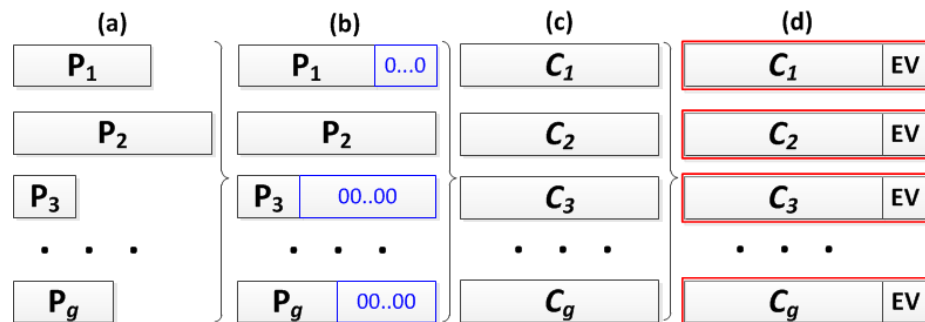 (a) (b) (c) (d)
P1 P1 0...0 C1 C1 EV
P2 P2 C2 C2 EV
P3 P3 00..00 C3 C3 EV
. . . . . . . . . . . .
Pg Pg 00..00 Cg Cg EV